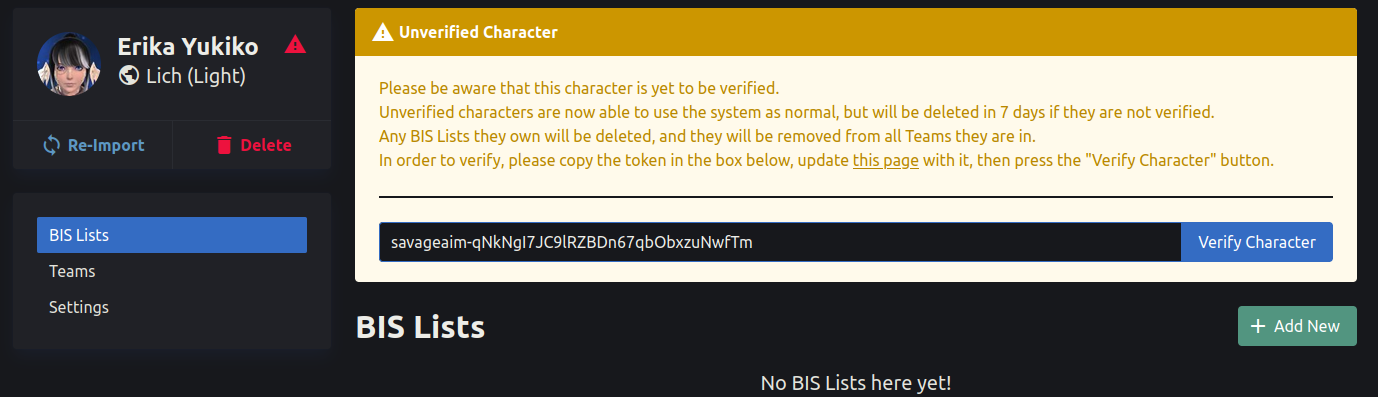 Erika Yukiko
Lich (Light)
Re-Import
Delete
BIS Lists
Teams
Settings
Unverified Character
Please be aware that this character is yet to be verified.
Unverified characters are now able to use the system as normal, but will be deleted in 7 days if they are not verified.
Any BIS Lists they own will be deleted, and they will be removed from all Teams they are in.
In order to verify, please copy the token in the box below, update this page with it, then press the "Verify Character" button.
savageaim-qNkNgI7JC9lRZBDn67qbObxzuNwfTm
Verify Character
BIS Lists
Add New
No BIS Lists here yet!